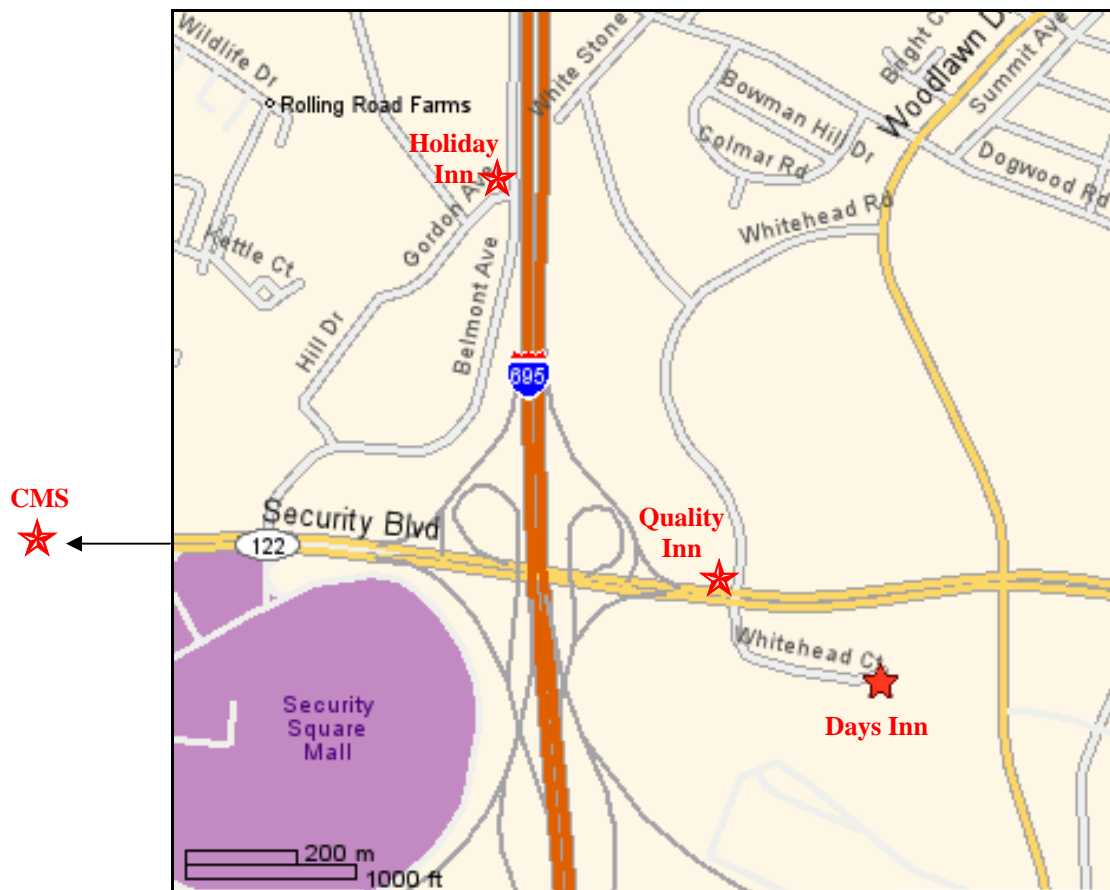 Wildlife Dr
Rolling Road Farms
White Stone
Bright Ct
Woodlawn D
Summit Ave
Bowman Hill Dr
Colmar Rd
Dogwood Rd
Holiday
Inn
Gordon Ave
Whitehead Rd
Kettle Ct
Belmont Ave
Hill Dr
695
CMS
Security Blvd
122
Quality
Inn
Whitehead Ct
Days Inn
Security
Square
Mall
200 m
1000 ft